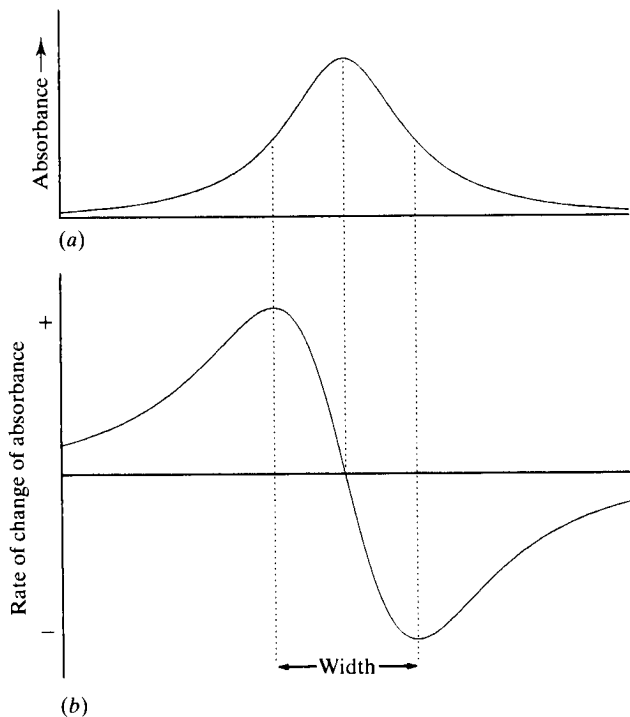 Absorbance →
(a)
+
Rate of change of absorbance
−
Width
(b)